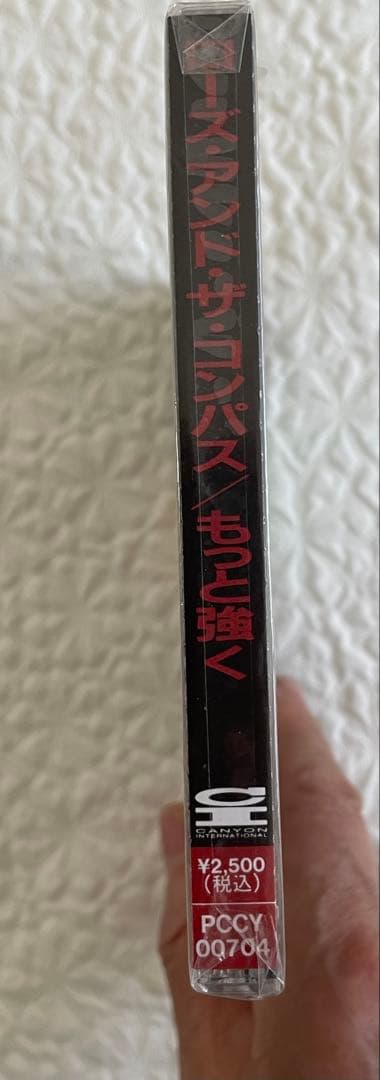 ーズ・アンド・ザ・コンパス/もっと強く
CANYON
INTERNATIONAL
¥2,500
(税込)
PCCY
00704